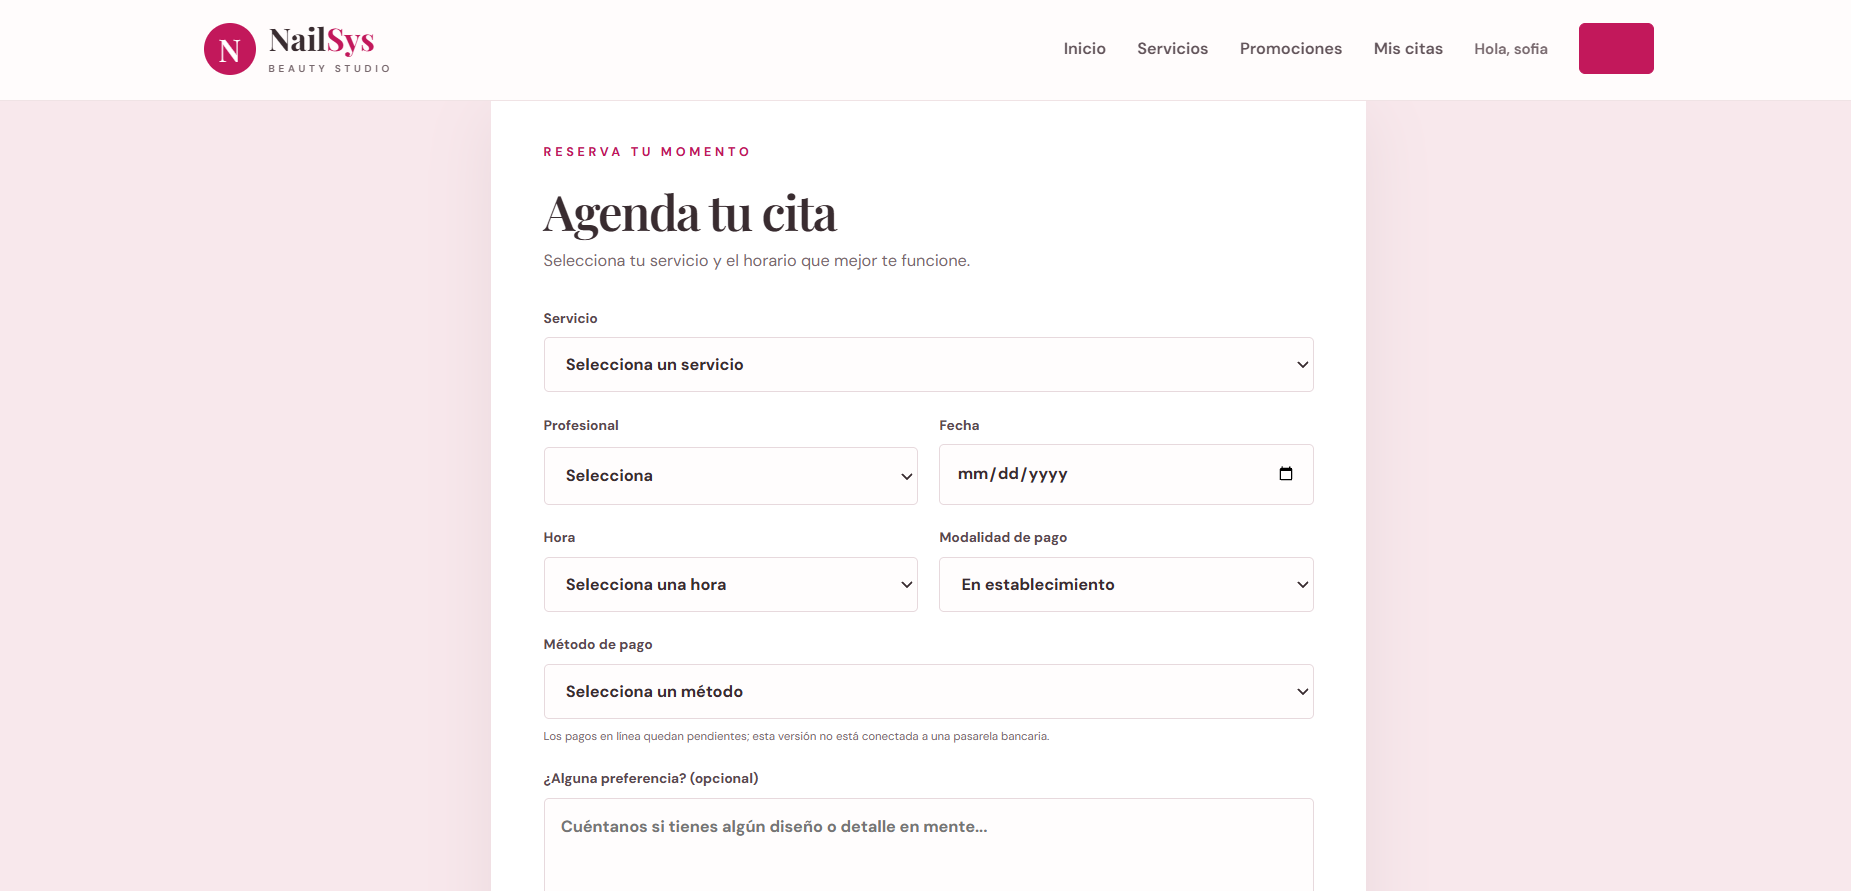 N
NailSys
BEAUTY STUDIO
Inicio Servicios Promociones Mis citas Hola, sofia
RESERVA TU MOMENTO
Agenda tu cita
Selecciona tu servicio y el horario que mejor te funcione.
Servicio
Selecciona un servicio
Profesional Fecha
Selecciona mm/dd/yyyy
Hora Modalidad de pago
Selecciona una hora En establecimiento
Método de pago
Selecciona un método
Los pagos en línea quedan pendientes; esta versión no está conectada a una pasarela bancaria.
¿Alguna preferencia? (opcional)
Cuéntanos si tienes algún diseño o detalle en mente...